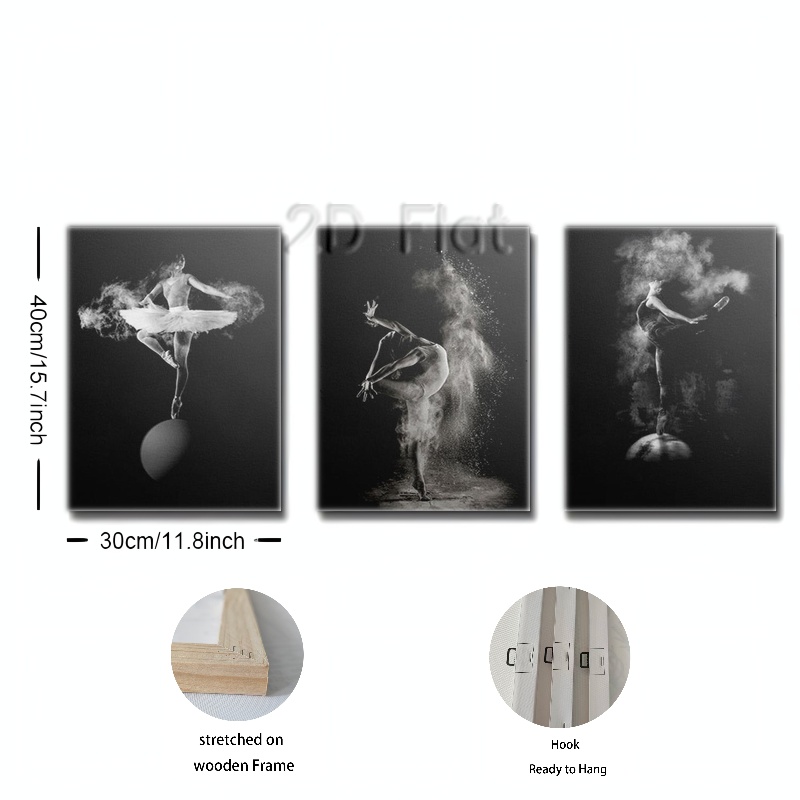 2D Flat
40cm/15.7inch
30cm/11.8inch
stretched on
wooden Frame
Hook
Ready to Hang